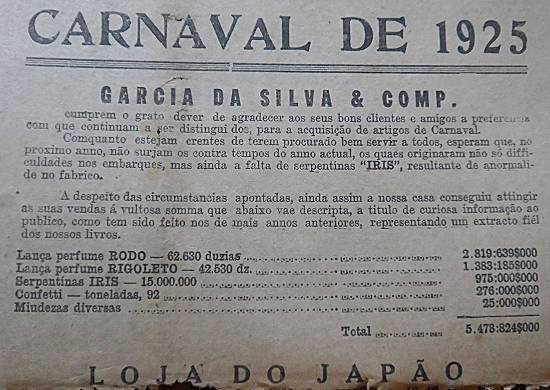 CARNAVAL DE 1925
GARCIA DA SILVA & COMP.
cumprem o grato dever de agradecer aos seus bons clientes e amigos a preferencia
com que continuam a ser distinguidos, para a acquisição de artigos de Carnaval.
Comquanto estejam crentes de terem procurado bem servir a todos, esperam que, no
proximo anno, não surjam os contra tempos do anno actual, os quaes originaram não só diffi-
culdades nos embarques, mas ainda a falta de serpentinas "IRIS", resultante de anormali-
de no fabrico.
A despeito das circumstancias apontadas, ainda assim a nossa casa conseguiu attingir
as suas vendas á vultosa somma que abaixo vae descripta, a titulo de curiosa informação ao
publico, como tem sido feito nos de mais annos anteriores, representando um extracto fiél
dos nossos livros.
Lança perfume RODO — 62.630 duzias 2.819:639$000
Lança perfume RIGOLETO — 42.530 dz. 1.383:185$000
Serpentinas IRIS — 15.000.000 975:000$000
Confetti — toneladas, 92 276:000$000
Miudezas diversas 25:000$000
Total 5.478:824$000
LOJA DO JAPÃO